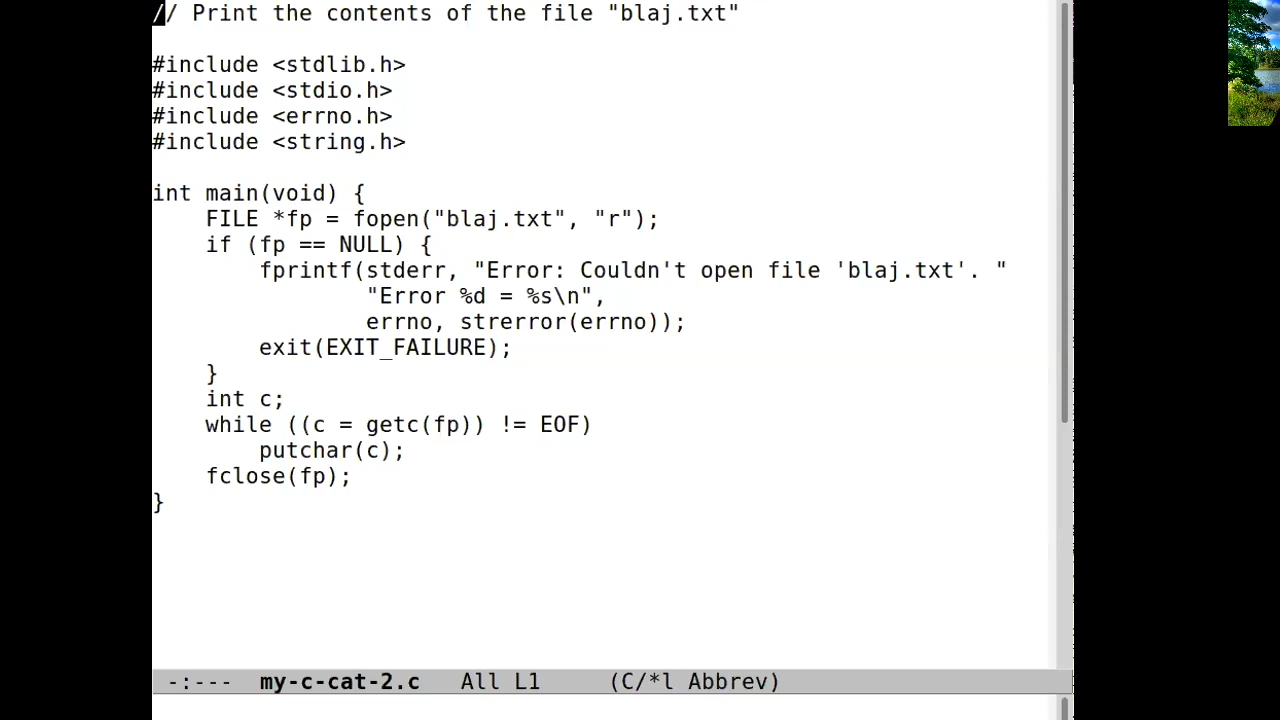 // Print the contents of the file "blaj.txt"

#include <stdlib.h>
#include <stdio.h>
#include <errno.h>
#include <string.h>

int main(void) {
    FILE *fp = fopen("blaj.txt", "r");
    if (fp == NULL) {
        fprintf(stderr, "Error: Couldn't open file 'blaj.txt'. "
                "Error %d = %s\n",
                errno, strerror(errno));
        exit(EXIT_FAILURE);
    }
    int c;
    while ((c = getc(fp)) != EOF)
        putchar(c);
    fclose(fp);
}
-:--- my-c-cat-2.c All L1 (C/*l Abbrev)